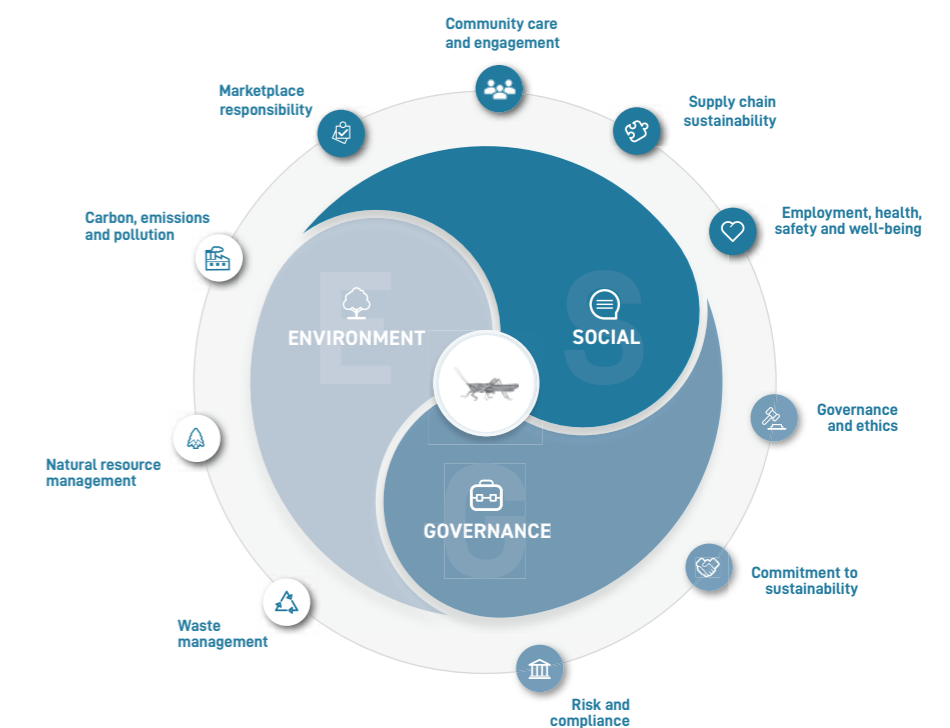 Community care
and engagement
Marketplace
responsibility
Supply chain
sustainability
Carbon, emissions
and pollution
Employment, health,
safety and well-being
E
S
ENVIRONMENT
SOCIAL
Governance
and ethics
Natural resource
management
G
GOVERNANCE
Commitment to
sustainability
Waste
management
Risk and
compliance